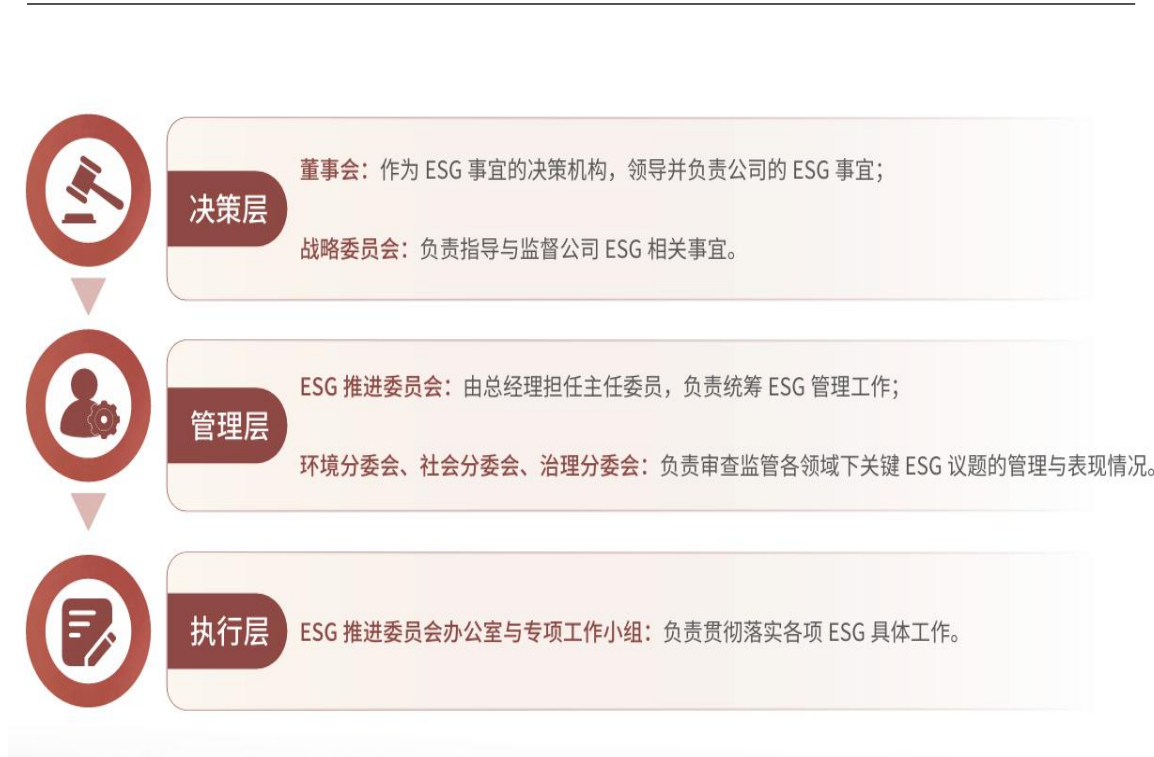 决策层
董事会：作为 ESG 事宜的决策机构，领导并负责公司的 ESG 事宜；
战略委员会：负责指导与监督公司 ESG 相关事宜。
管理层
ESG 推进委员会：由总经理担任主任委员，负责统筹 ESG 管理工作；
环境分委会、社会分委会、治理分委会：负责审查监管各领域下关键 ESG 议题的管理与表现情况。
执行层
ESG 推进委员会办公室与专项工作小组：负责贯彻落实各项 ESG 具体工作。